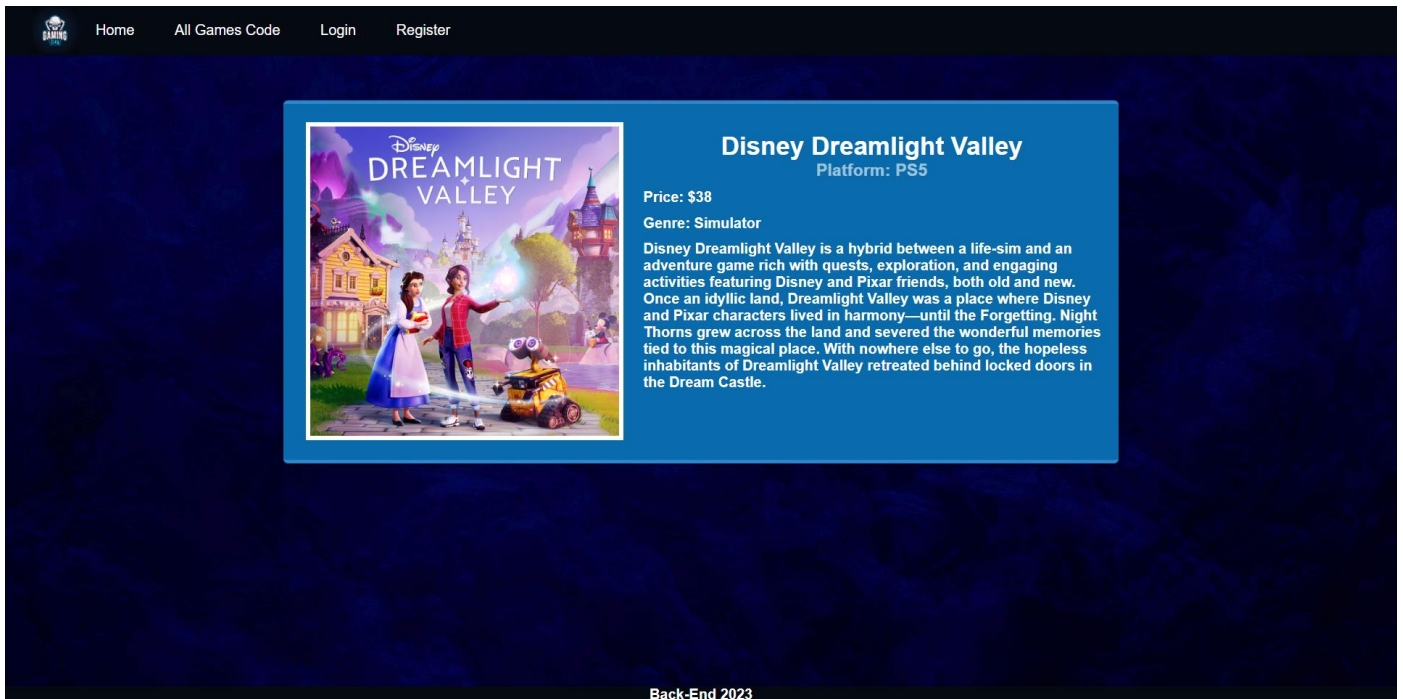 GAMING
Home
All Games Code
Login
Register
Disney
DREAMLIGHT
VALLEY
Disney Dreamlight Valley
Platform: PS5
Price: $38
Genre: Simulator
Disney Dreamlight Valley is a hybrid between a life-sim and an
adventure game rich with quests, exploration, and engaging
activities featuring Disney and Pixar friends, both old and new.
Once an idyllic land, Dreamlight Valley was a place where Disney
and Pixar characters lived in harmony—until the Forgetting. Night
Thorns grew across the land and severed the wonderful memories
tied to this magical place. With nowhere else to go, the hopeless
inhabitants of Dreamlight Valley retreated behind locked doors in
the Dream Castle.
Back-End 2023